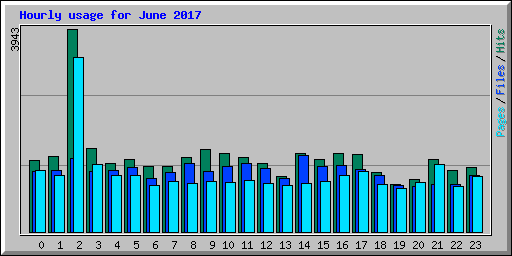 Hourly usage for June 2017
3943
Pages/Files/Hits
0 1 2 3 4 5 6 7 8 9 10 11 12 13 14 15 16 17 18 19 20 21 22 23